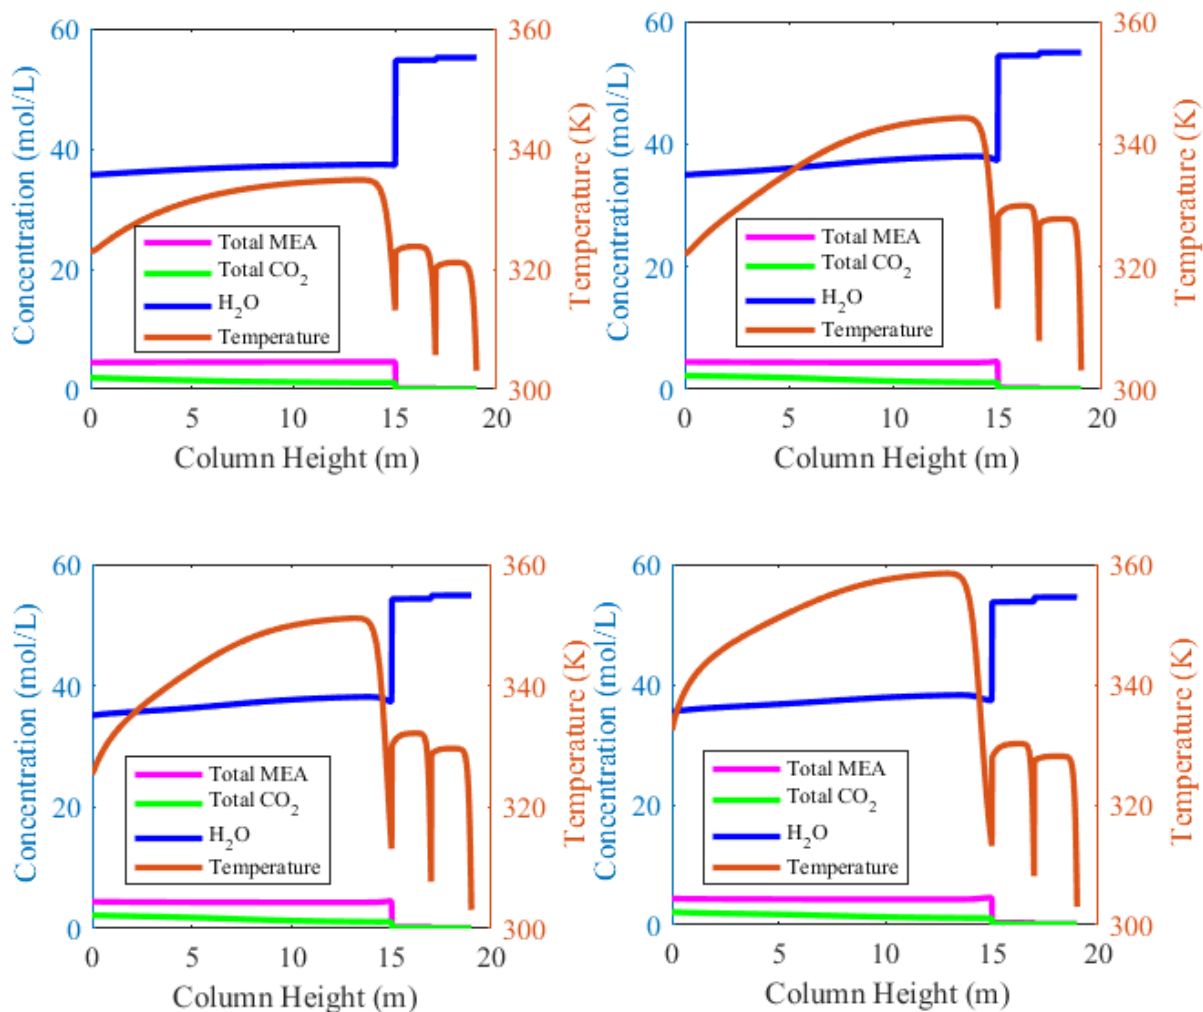 60
40
20
0
Concentration (mol/L)
360
340
320
300
Temperature (K)
Total MEA
Total CO2
H2O
Temperature
0
5
10
15
20
Column Height (m)
60
40
20
0
Concentration (mol/L)
360
340
320
300
Temperature (K)
Total MEA
Total CO2
H2O
Temperature
0
5
10
15
20
Column Height (m)
60
40
20
0
Concentration (mol/L)
360
340
320
300
Temperature (K)
Total MEA
Total CO2
H2O
Temperature
0
5
10
15
20
Column Height (m)
60
40
20
0
Concentration (mol/L)
360
340
320
300
Temperature (K)
Total MEA
Total CO2
H2O
Temperature
0
5
10
15
20
Column Height (m)